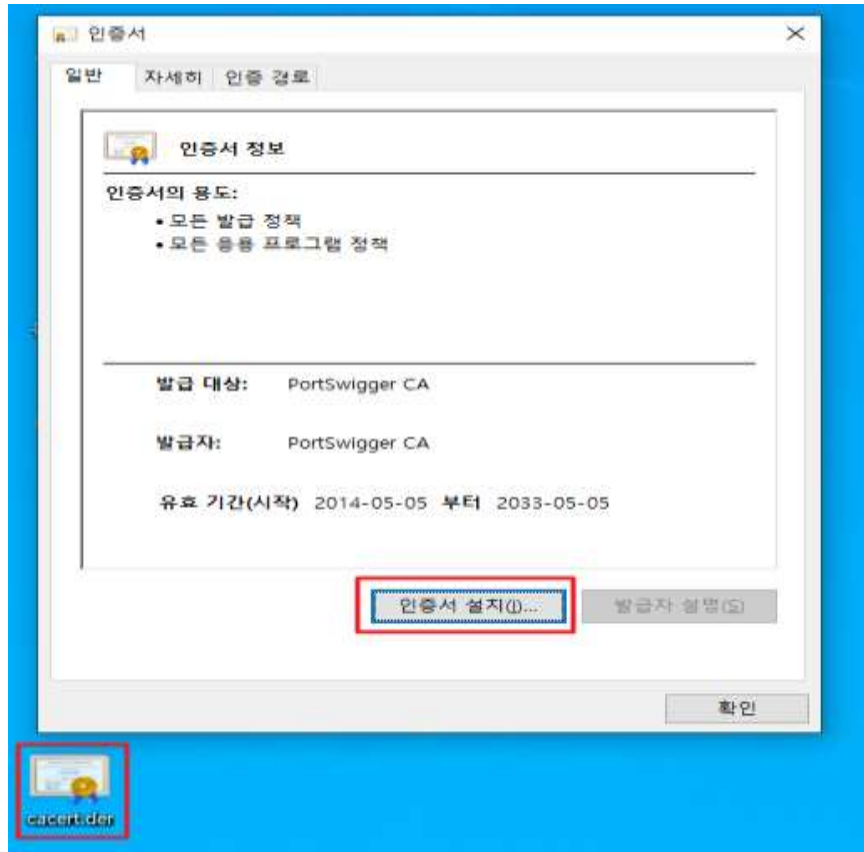 인증서
일반 자세히 인증 경로
인증서 정보
인증서의 용도:
• 모든 발급 정책
• 모든 응용 프로그램 정책
발급 대상: PortSwigger CA
발급자: PortSwigger CA
유효 기간(시작) 2014-05-05 부터 2033-05-05
인증서 설치(I)... 발급자 설명(S)
확인
cacert.der